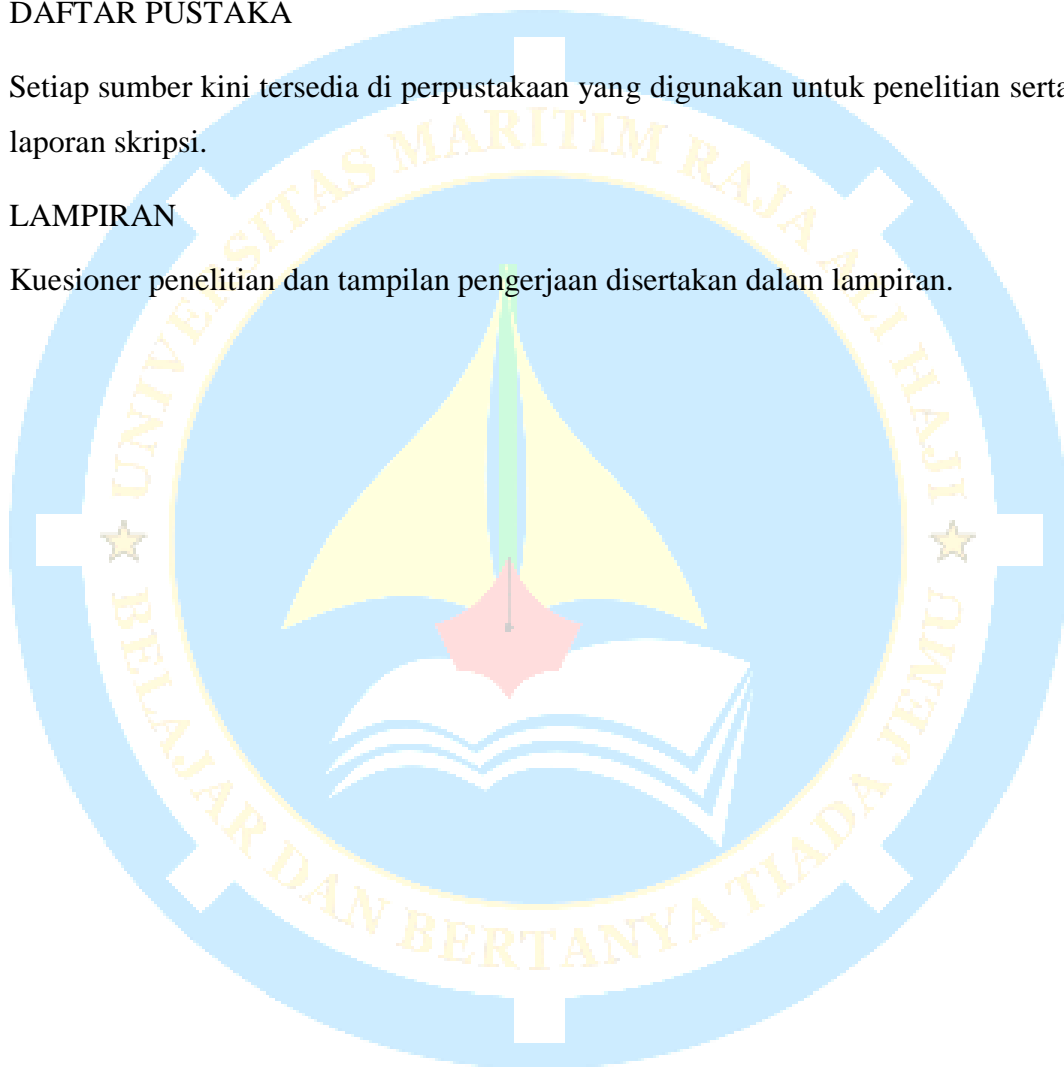 DAFTAR PUSTAKA
Setiap sumber kini tersedia di perpustakaan yang digunakan untuk penelitian serta
laporan skripsi.
LAMPIRAN
Kuesioner penelitian dan tampilan pengerjaan disertakan dalam lampiran.
UNIVERSITAS MARITIM RAJA ALI HAJI
BELAJAR DAN BERTANYA TIADA JEMU